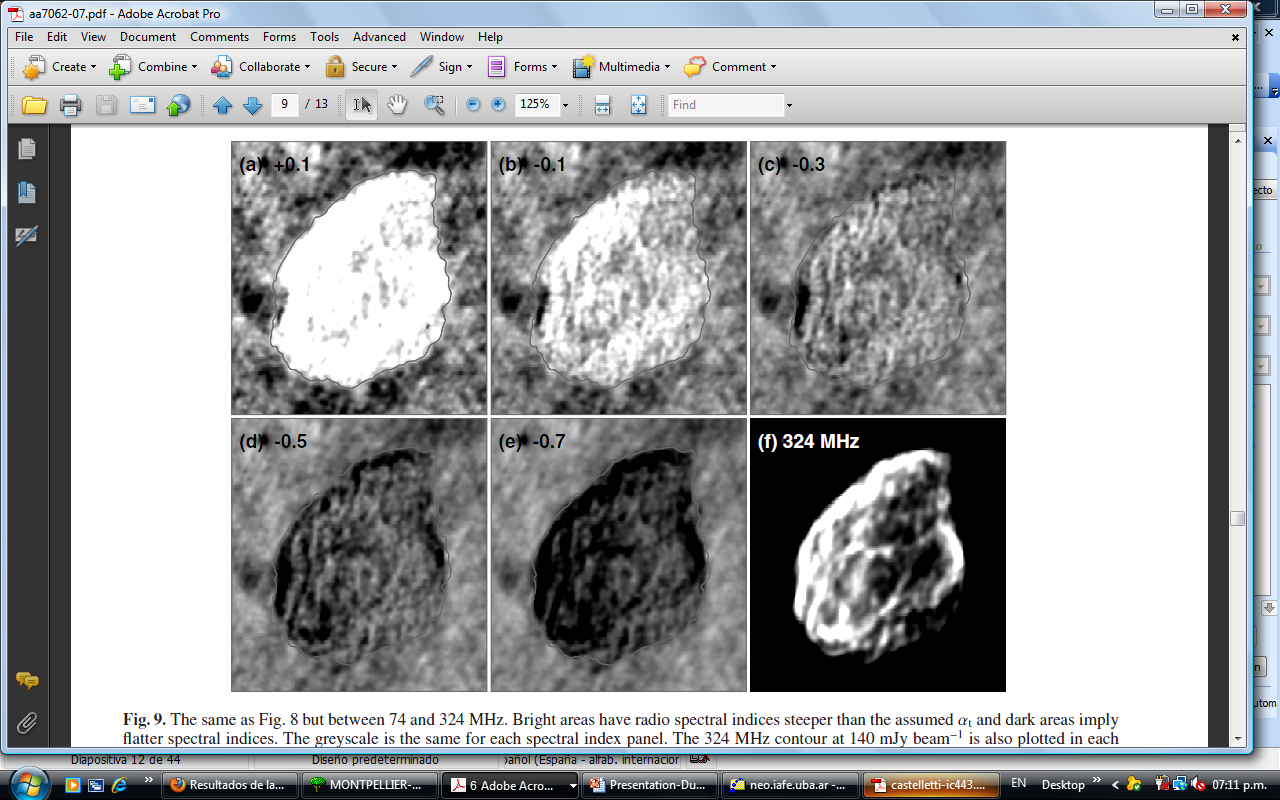 aa7062-07.pdf - Adobe Acrobat Pro
File Edit View Document Comments Forms Tools Advanced Window Help
Create Combine Collaborate Secure Sign Forms Multimedia Comment
9 / 13 125% Find
(a) +0.1
(b) -0.1
(c) -0.3
(d) -0.5
(e) -0.7
(f) 324 MHz
Fig. 9. The same as Fig. 8 but between 74 and 324 MHz. Bright areas have radio spectral indices steeper than the assumed αt and dark areas imply
flatter spectral indices. The greyscale is the same for each spectral index panel. The 324 MHz contour at 140 mJy beam−1 is also plotted in each
ecto
utom
Diapositiva 12 de 44
Diseño predeterminado
pañol (España - alfab. internacior
Resultados de la...
MONTPELLIER-...
6 Adobe Acro...
Presentation-Du...
neo.iafe.uba.ar -...
castelletti-ic443....
EN
Desktop
07:11 p.m.